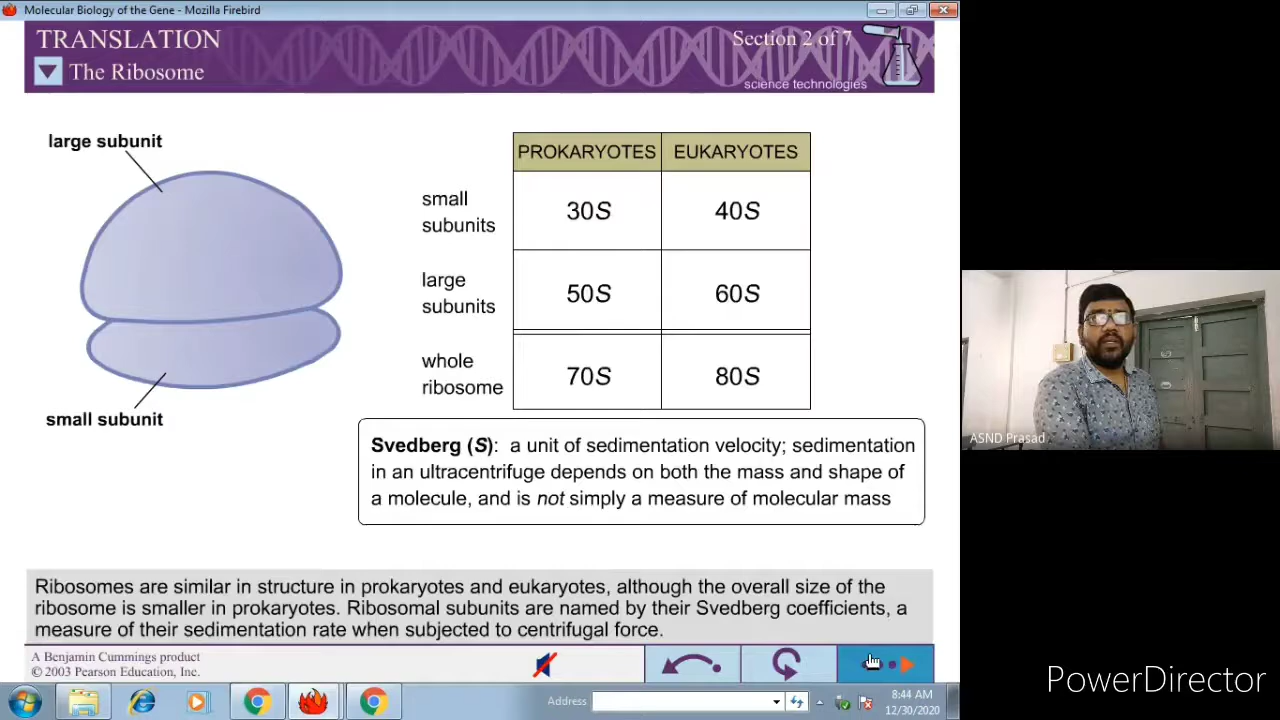 Molecular Biology of the Gene - Mozilla Firebird
TRANSLATION
Section 2 of 7
The Ribosome
science technologies
large subunit
small subunit
PROKARYOTES EUKARYOTES
small
subunits
30S 40S
large
subunits
50S 60S
whole
ribosome
70S 80S
Svedberg (S): a unit of sedimentation velocity; sedimentation
in an ultracentrifuge depends on both the mass and shape of
a molecule, and is not simply a measure of molecular mass
Ribosomes are similar in structure in prokaryotes and eukaryotes, although the overall size of the
ribosome is smaller in prokaryotes. Ribosomal subunits are named by their Svedberg coefficients, a
measure of their sedimentation rate when subjected to centrifugal force.
A Benjamin Cummings product
© 2003 Pearson Education, Inc.
Address
8:44 AM
12/30/2020
ASND Prasad
PowerDirector